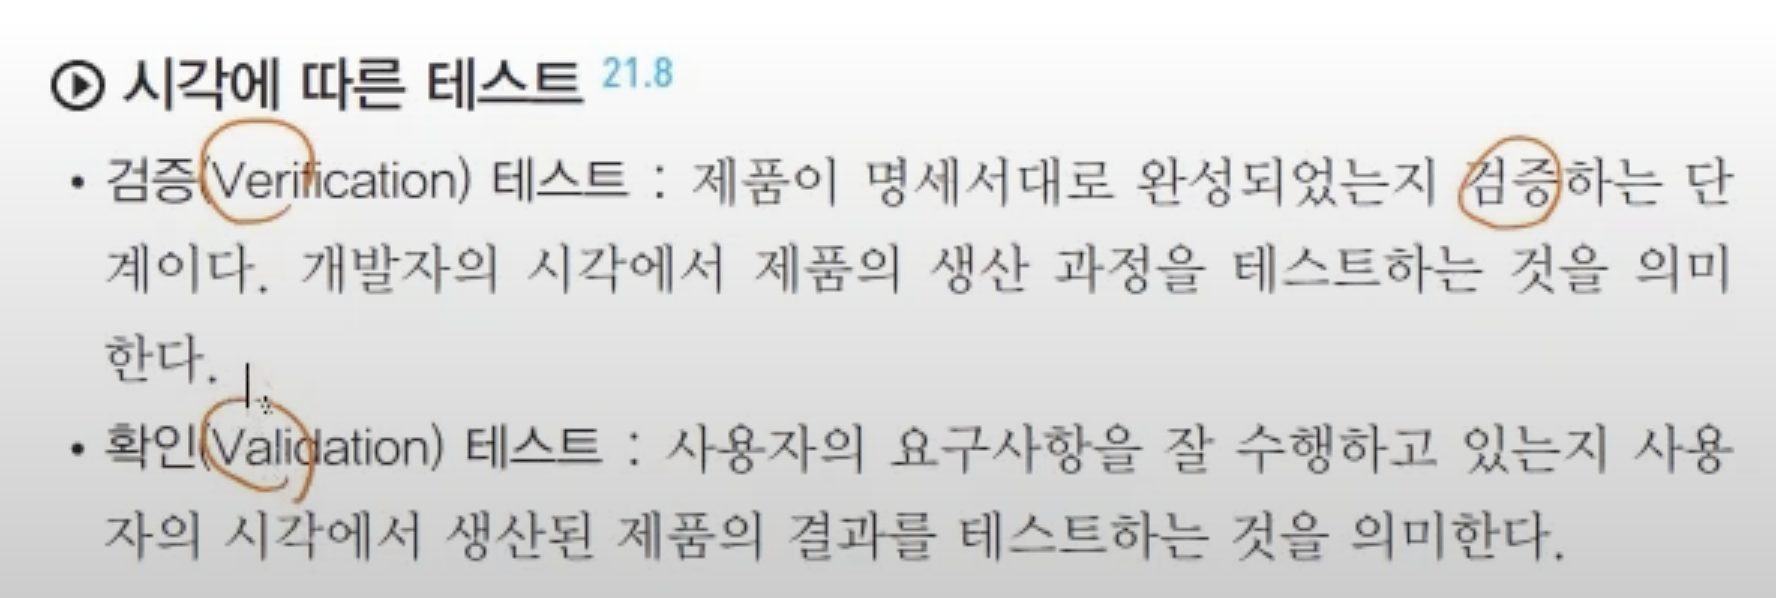 시각에 따른 테스트 21.8
• 검증(Verification) 테스트 : 제품이 명세서대로 완성되었는지 검증하는 단
계이다. 개발자의 시각에서 제품의 생산 과정을 테스트하는 것을 의미
한다.
• 확인(Validation) 테스트 : 사용자의 요구사항을 잘 수행하고 있는지 사용
자의 시각에서 생산된 제품의 결과를 테스트하는 것을 의미한다.